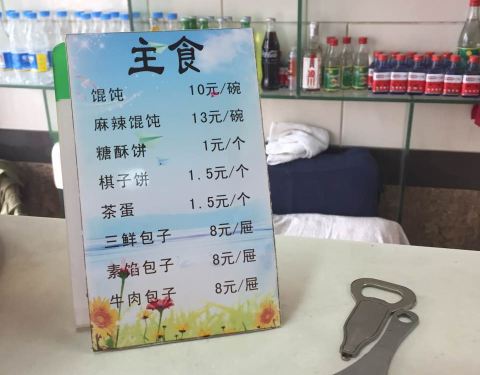 主食
馄饨 10元/碗
麻辣馄饨 13元/碗
糖酥饼 1元/个
棋子饼 1.5元/个
茶蛋 1.5元/个
三鲜包子 8元/屉
素馅包子 8元/屉
牛肉包子 8元/屉